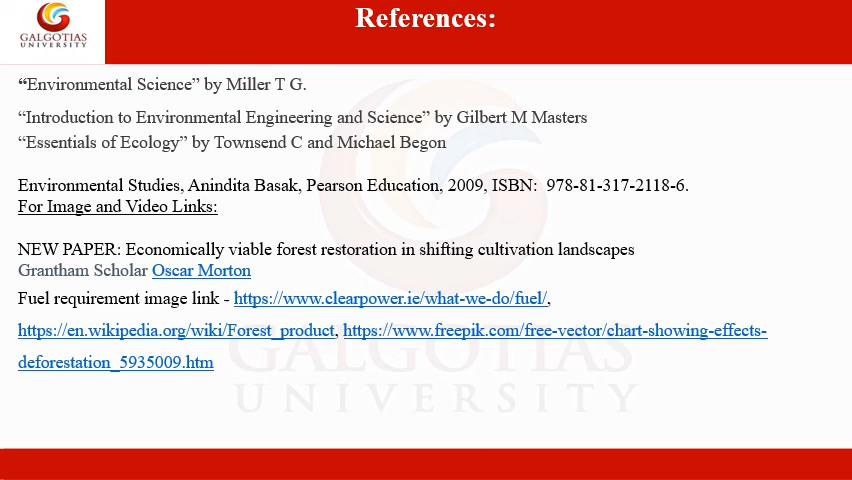 GALGOTIAS
UNIVERSITY
References:
“Environmental Science” by Miller T G.
“Introduction to Environmental Engineering and Science” by Gilbert M Masters
“Essentials of Ecology” by Townsend C and Michael Begon
Environmental Studies, Anindita Basak, Pearson Education, 2009, ISBN: 978-81-317-2118-6.
For Image and Video Links:
NEW PAPER: Economically viable forest restoration in shifting cultivation landscapes
Grantham Scholar Oscar Morton
Fuel requirement image link - https://www.clearpower.ie/what-we-do/fuel/,
https://en.wikipedia.org/wiki/Forest_product, https://www.freepik.com/free-vector/chart-showing-effects-
deforestation_5935009.htm
GALGOTIAS
UNIVERSITY